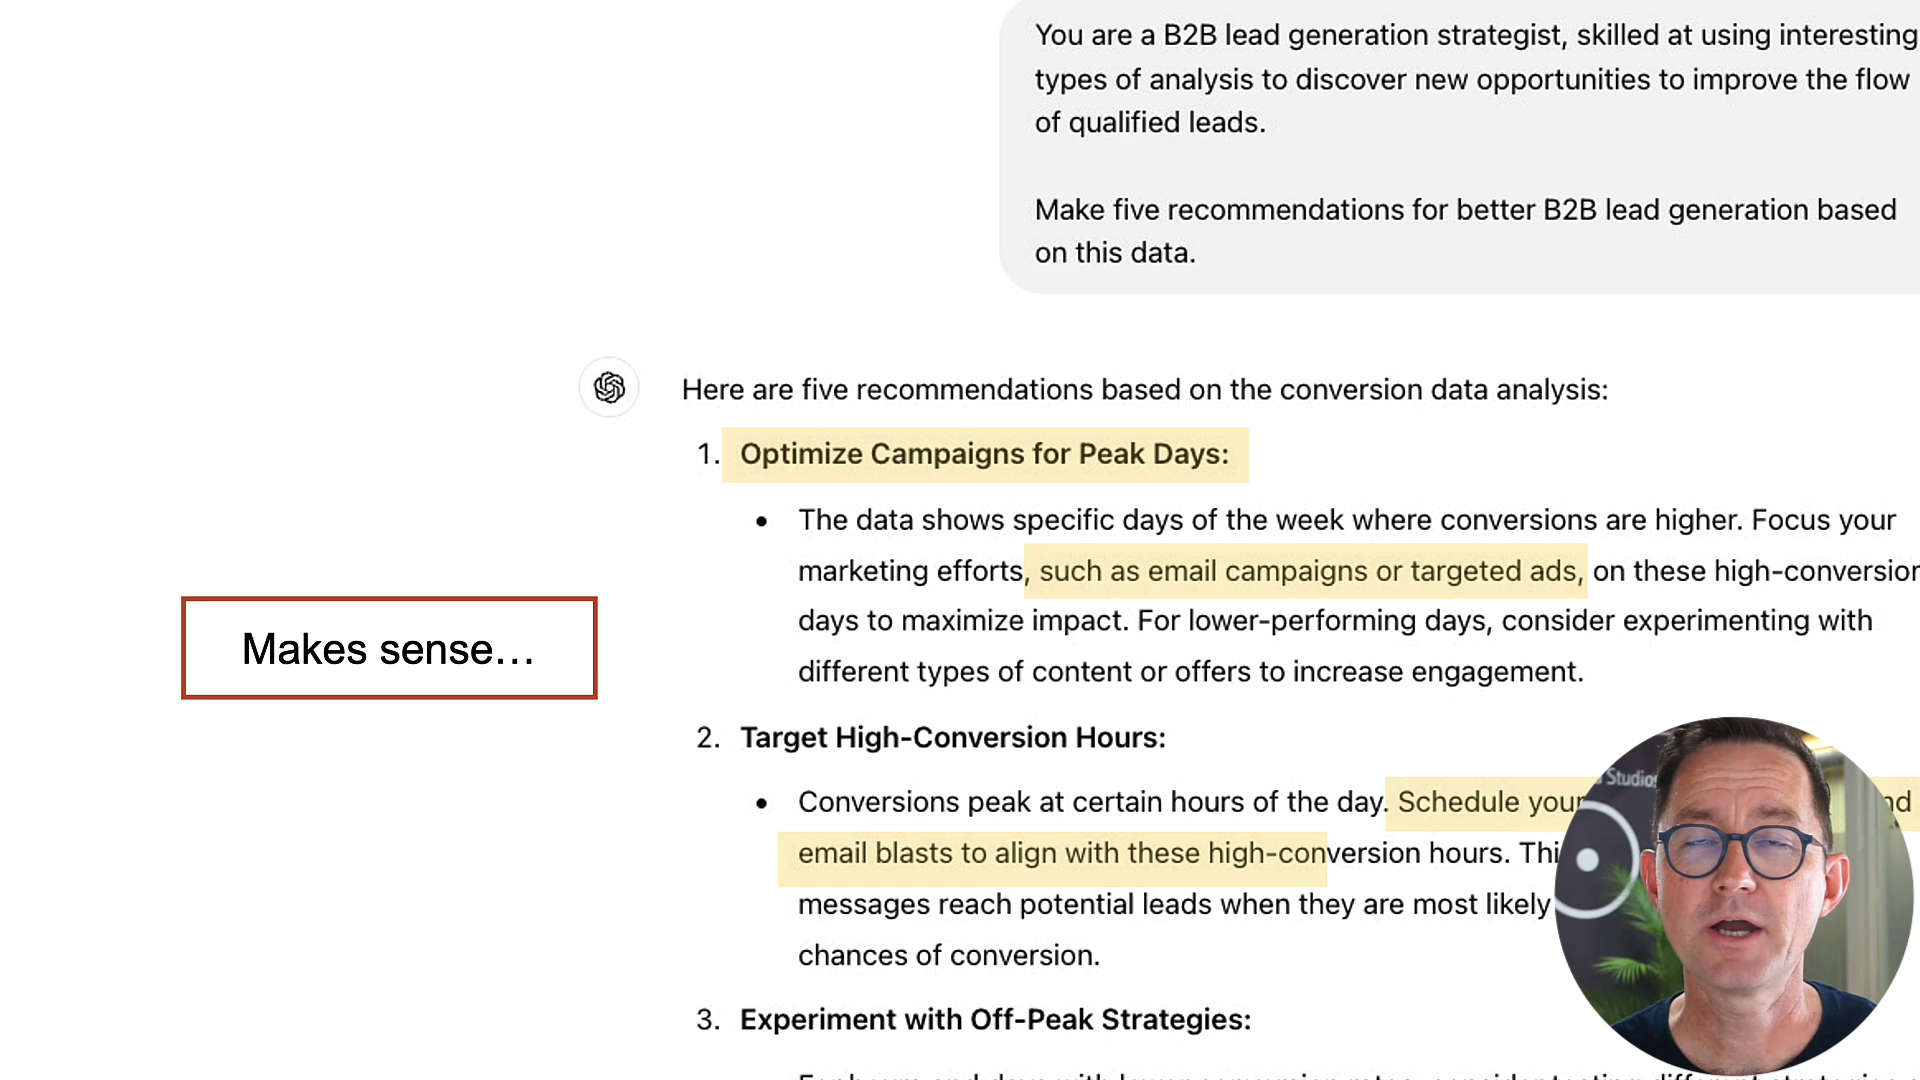 You are a B2B lead generation strategist, skilled at using interesting
types of analysis to discover new opportunities to improve the flow
of qualified leads.
Make five recommendations for better B2B lead generation based
on this data.
Here are five recommendations based on the conversion data analysis:
1. Optimize Campaigns for Peak Days:
• The data shows specific days of the week where conversions are higher. Focus your
marketing efforts, such as email campaigns or targeted ads, on these high-conversion
days to maximize impact. For lower-performing days, consider experimenting with
different types of content or offers to increase engagement.
Makes sense…
2. Target High-Conversion Hours:
• Conversions peak at certain hours of the day. Schedule your
email blasts to align with these high-conversion hours.
messages reach potential leads when they are most likely
chances of conversion.
Studios
3. Experiment with Off-Peak Strategies: